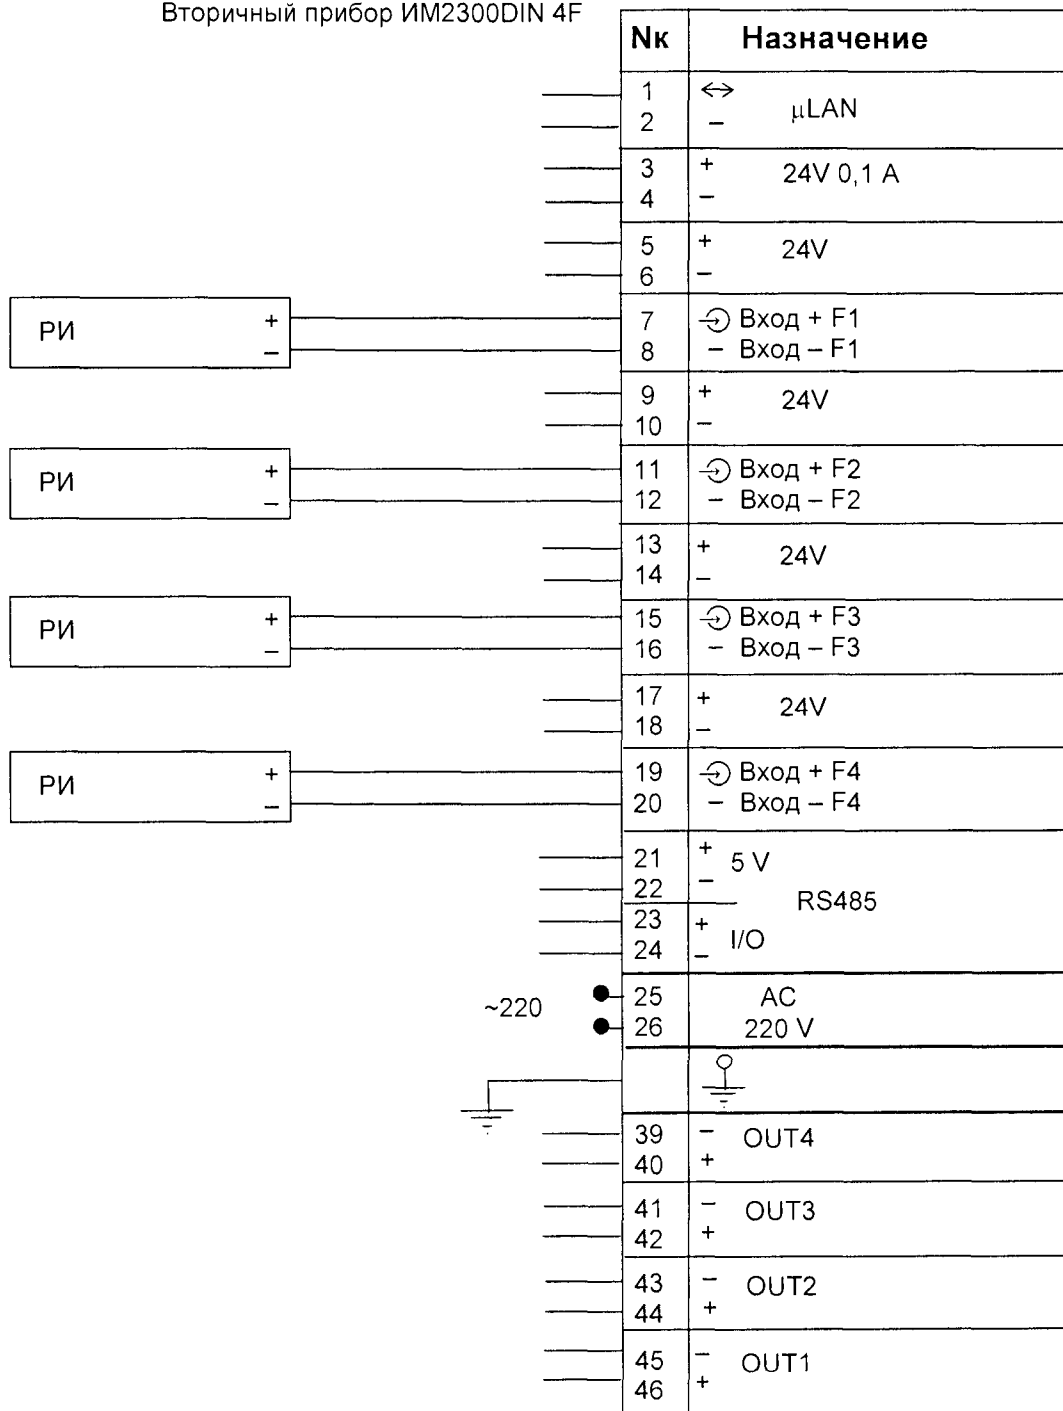 Вторичный прибор ИМ2300DIN 4F
Nк Назначение
1 ↔ μLAN
2 –
3 + 24V 0,1 A
4 –
5 + 24V
6 –
РИ + 7 Вход + F1
– 8 – Вход – F1
9 + 24V
10 –
РИ + 11 Вход + F2
– 12 – Вход – F2
13 + 24V
14 –
РИ + 15 Вход + F3
– 16 – Вход – F3
17 + 24V
18 –
РИ + 19 Вход + F4
– 20 – Вход – F4
21 + 5 V
22 –
RS485
23 + I/O
24 –
~220 25 AC
26 220 V
39 – OUT4
40 +
41 – OUT3
42 +
43 – OUT2
44 +
45 – OUT1
46 +